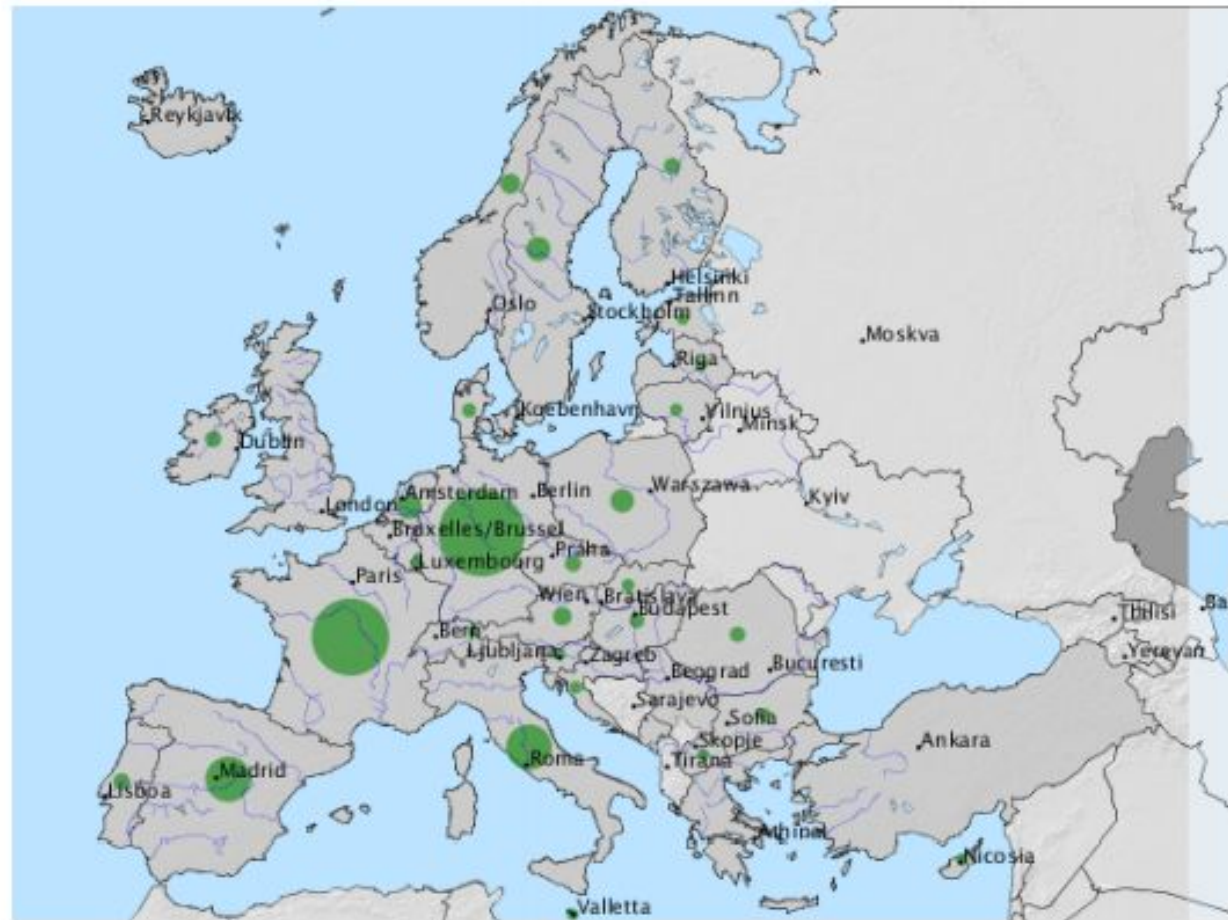 Reykjavik
Helsinki
Tallinn
Oslo
Stockholm
Moskva
Riga
Koebenhavn
Vilnius
Minsk
Dublin
Amsterdam
Berlin
Warszawa
London
Kyiv
Bruxelles/Brussel
Praha
Luxembourg
Paris
Wien
Bratislava
Budapest
Tbilisi
Bern
Ljubljana
Zagreb
Yerevan
Beograd
Bucuresti
Sarajevo
Sofia
Skopje
Ankara
Tirana
Roma
Madrid
Lisboa
Nicosia
Valletta